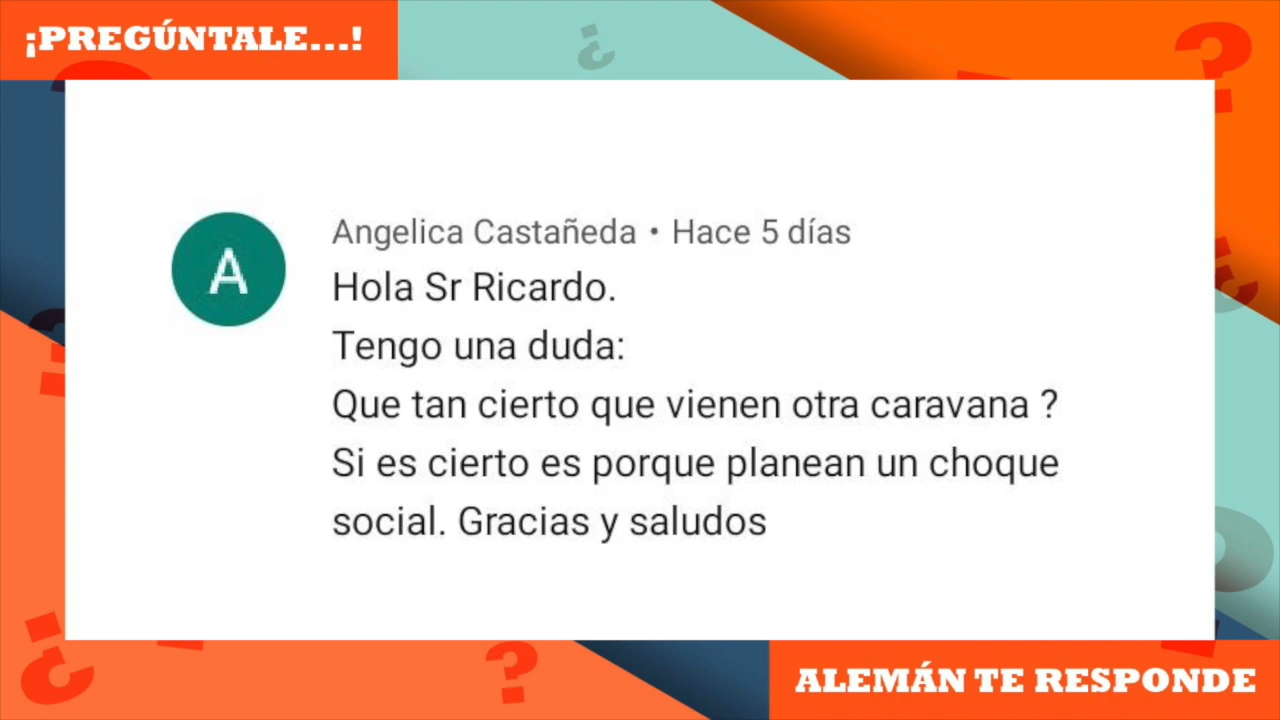 ¡PREGÚNTALE...!
A
Angelica Castañeda • Hace 5 días
Hola Sr Ricardo.
Tengo una duda:
Que tan cierto que vienen otra caravana ?
Si es cierto es porque planean un choque
social. Gracias y saludos
ALEMÁN TE RESPONDE